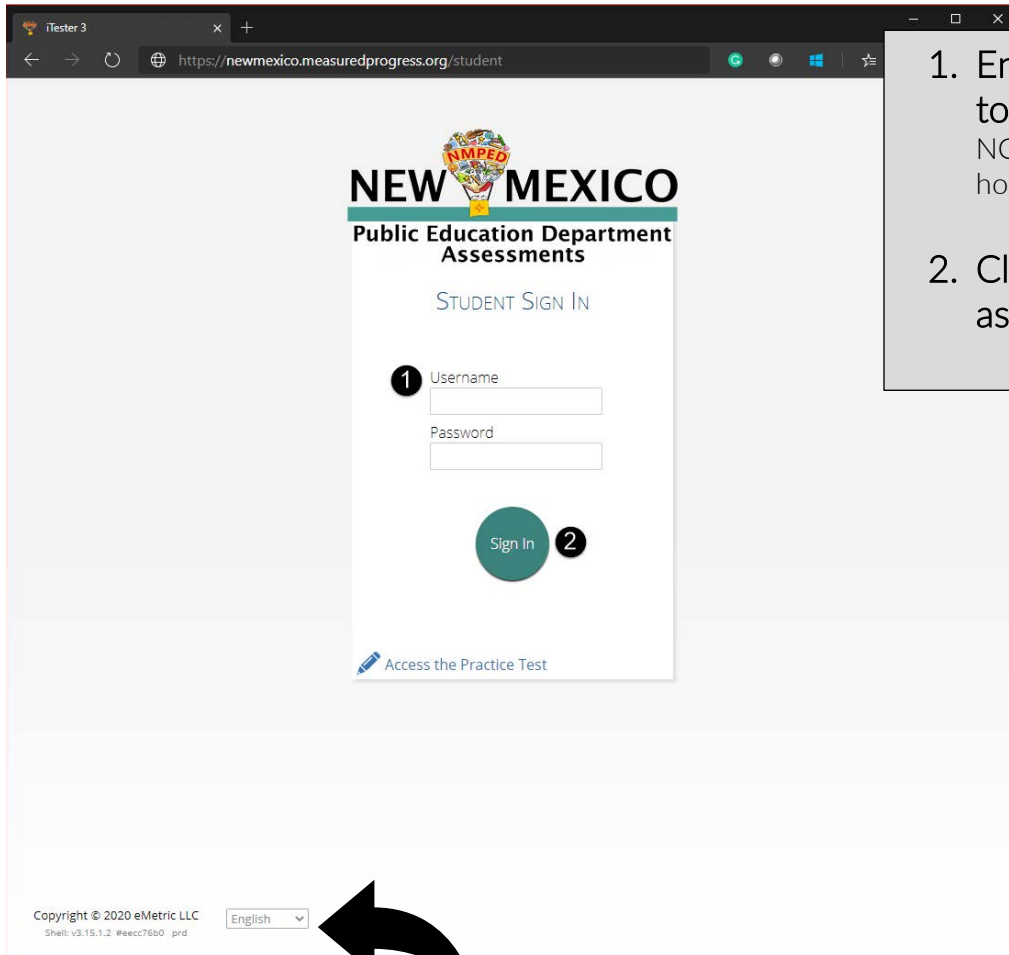 iTester 3
https://newmexico.measuredprogress.org/student
NMPED
NEW MEXICO
Public Education Department
Assessments
STUDENT SIGN IN
1 Username
Password
Sign In 2
Access the Practice Test
Copyright © 2020 eMetric LLC
English
Shell: v3.15.1.2 #eecc76b0 prd
1.
to
2.
as